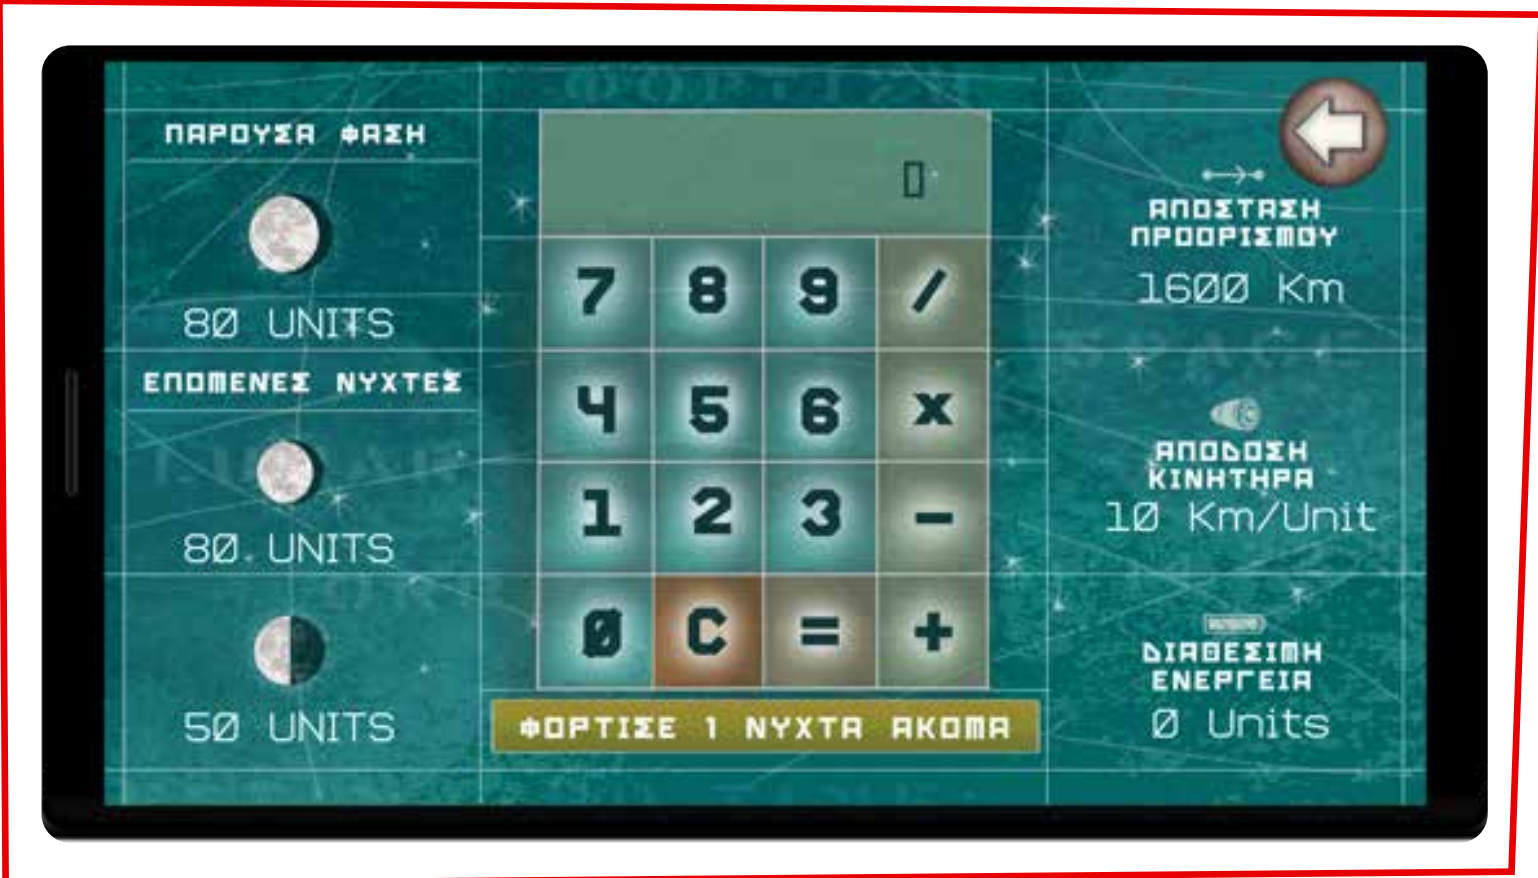 ΠΑΡΟΥΣΑ ΦΑΣΗ
80 UNITS
ΕΠΟΜΕΝΕΣ ΝΥΧΤΕΣ
80 UNITS
50 UNITS
0
7 8 9 /
4 5 6 x
1 2 3 -
0 C = +
ΦΟΡΤΙΣΕ 1 ΝΥΧΤΑ ΑΚΟΜΑ
ΑΠΟΣΤΑΣΗ
ΠΡΟΟΡΙΣΜΟΥ
1600 Km
ΑΠΟΔΟΣΗ
ΚΙΝΗΤΗΡΑ
10 Km/Unit
ΔΙΑΘΕΣΙΜΗ
ΕΝΕΡΓΕΙΑ
0 Units